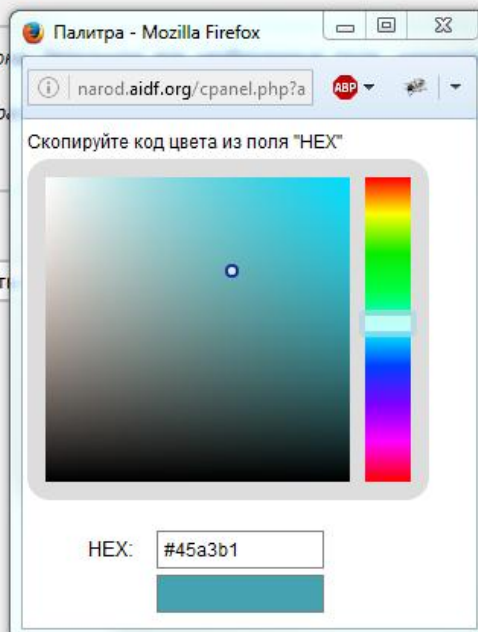 Палитра - Mozilla Firefox
narod.aidf.org/cpanel.php?a
ABP
Скопируйте код цвета из поля "HEX"
HEX: #45a3b1